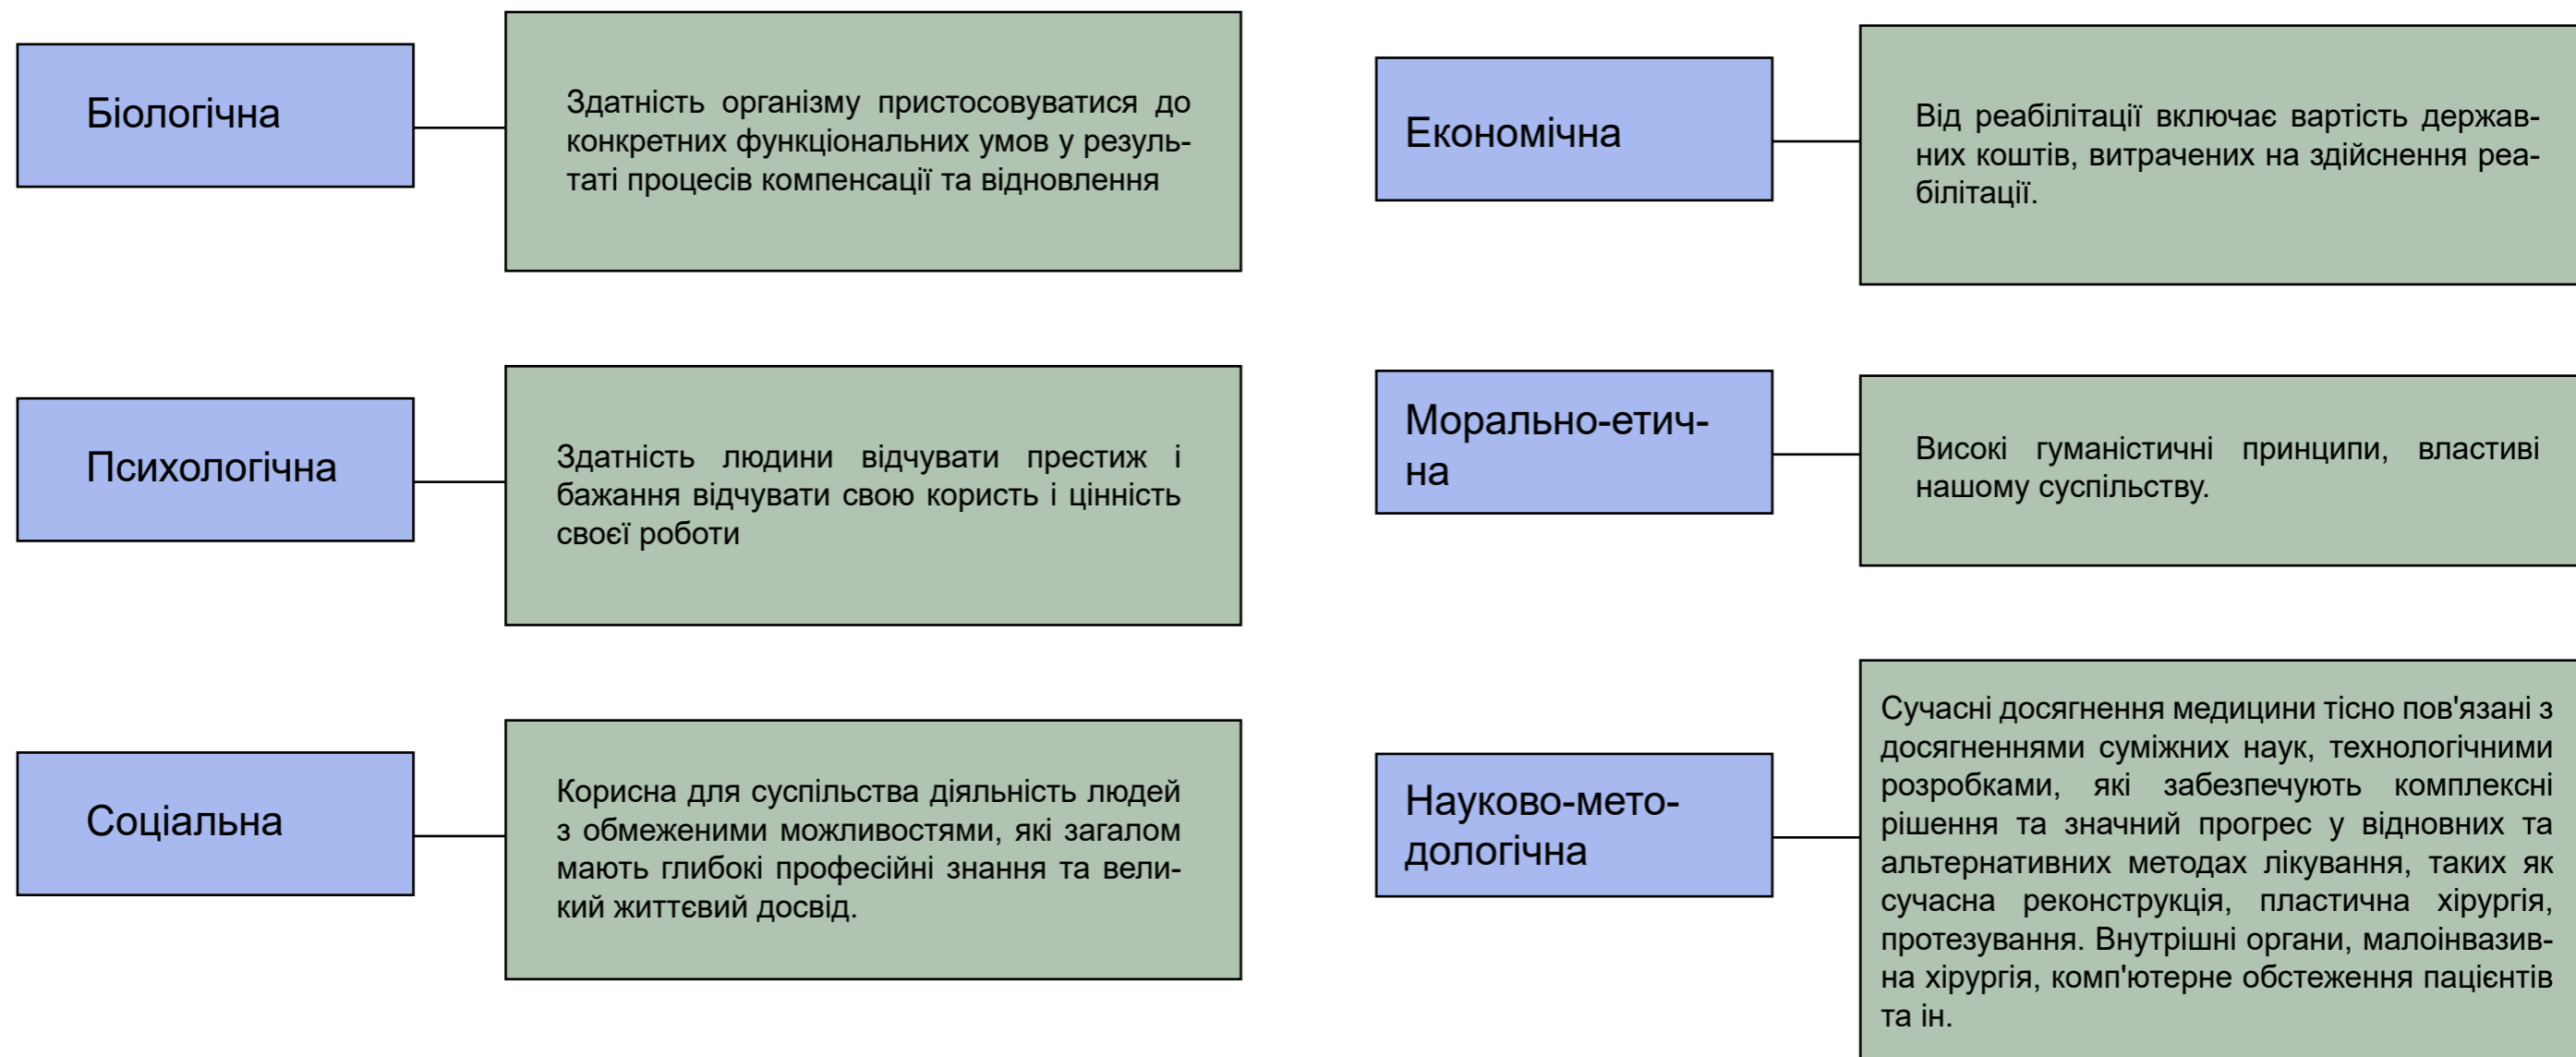 Біологічна
Здатність організму пристосовуватися до
конкретних функціональних умов у резуль-
таті процесів компенсації та відновлення
Психологічна
Здатність людини відчувати престиж і
бажання відчувати свою користь і цінність
своєї роботи
Соціальна
Корисна для суспільства діяльність людей
з обмеженими можливостями, які загалом
мають глибокі професійні знання та вели-
кий життєвий досвід.
Економічна
Від реабілітації включає вартість держав-
них коштів, витрачених на здійснення реа-
білітації.
Морально-етич-
на
Високі гуманістичні принципи, властиві
нашому суспільству.
Науково-мето-
дологічна
Сучасні досягнення медицини тісно пов'язані з
досягненнями суміжних наук, технологічними
розробками, які забезпечують комплексні
рішення та значний прогрес у відновних та
альтернативних методах лікування, таких як
сучасна реконструкція, пластична хірургія,
протезування. Внутрішні органи, малоінвазив-
на хірургія, комп'ютерне обстеження пацієнтів
та ін.